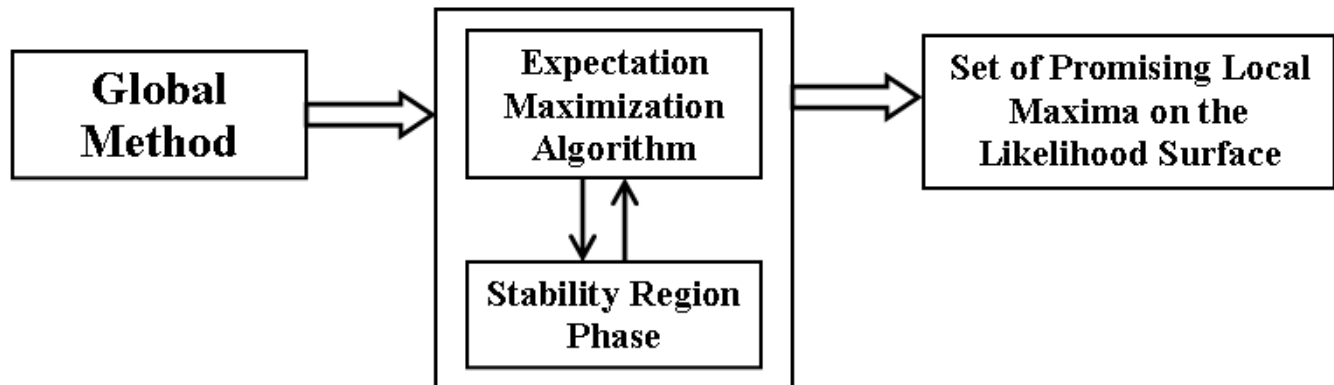 Global
Method
Expectation
Maximization
Algorithm
Stability Region
Phase
Set of Promising Local
Maxima on the
Likelihood Surface